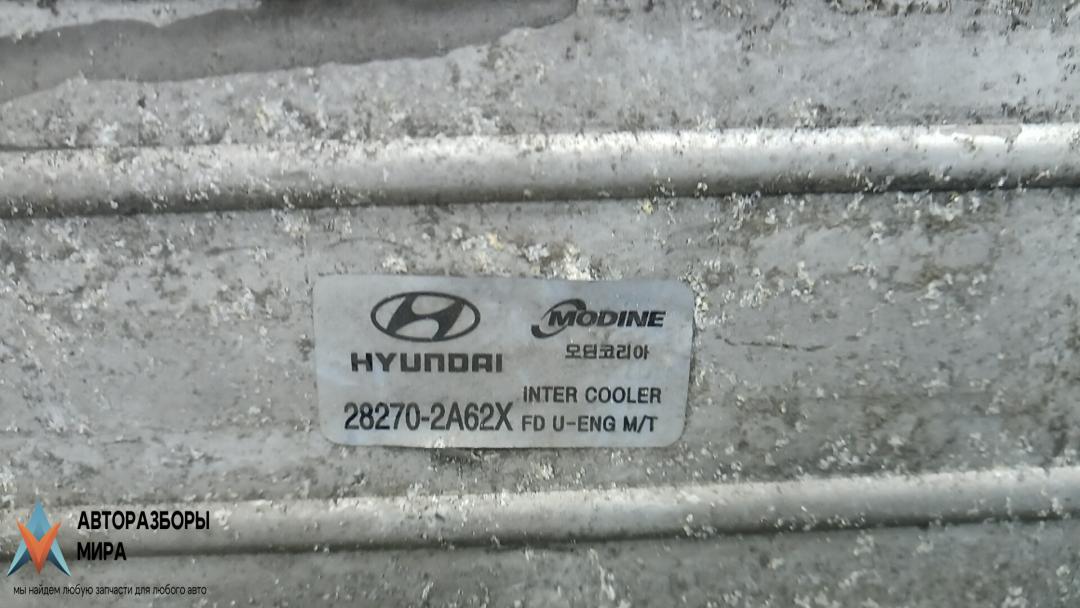 HYUNDAI
MODINE
모딘코리아
28270-2A62X
INTER COOLER
FD U-ENG M/T
АВТОРАЗБОРЫ
МИРА
мы найдем любую запчасти для любого авто